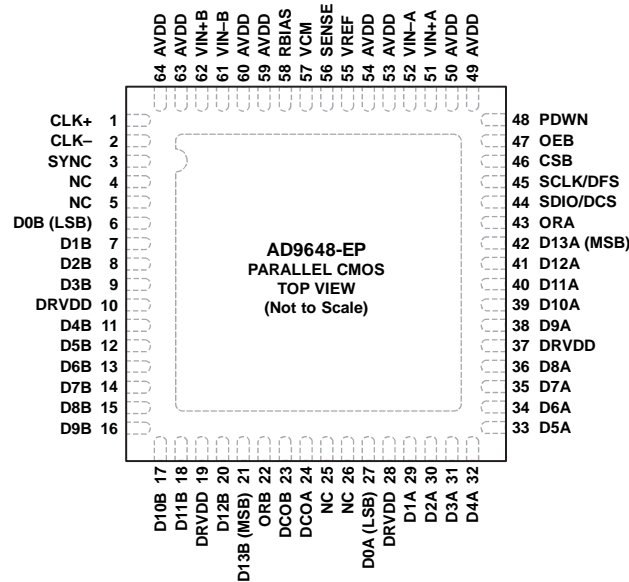 64 AVDD
63 AVDD
62 VIN+B
61 VIN–B
60 AVDD
59 AVDD
58 RBIAS
57 VCM
56 SENSE
55 VREF
54 AVDD
53 AVDD
52 VIN–A
51 VIN+A
50 AVDD
49 AVDD
CLK+ 1
CLK– 2
SYNC 3
NC 4
NC 5
D0B (LSB) 6
D1B 7
D2B 8
D3B 9
DRVDD 10
D4B 11
D5B 12
D6B 13
D7B 14
D8B 15
D9B 16
AD9648-EP
PARALLEL CMOS
TOP VIEW
(Not to Scale)
48 PDWN
47 OEB
46 CSB
45 SCLK/DFS
44 SDIO/DCS
43 ORA
42 D13A (MSB)
41 D12A
40 D11A
39 D10A
38 D9A
37 DRVDD
36 D8A
35 D7A
34 D6A
33 D5A
D10B 17
D11B 18
DRVDD 19
D12B 20
D13B (MSB) 21
ORB 22
DCOB 23
DCOA 24
NC 25
NC 26
D0A (LSB) 27
DRVDD 28
D1A 29
D2A 30
D3A 31
D4A 32